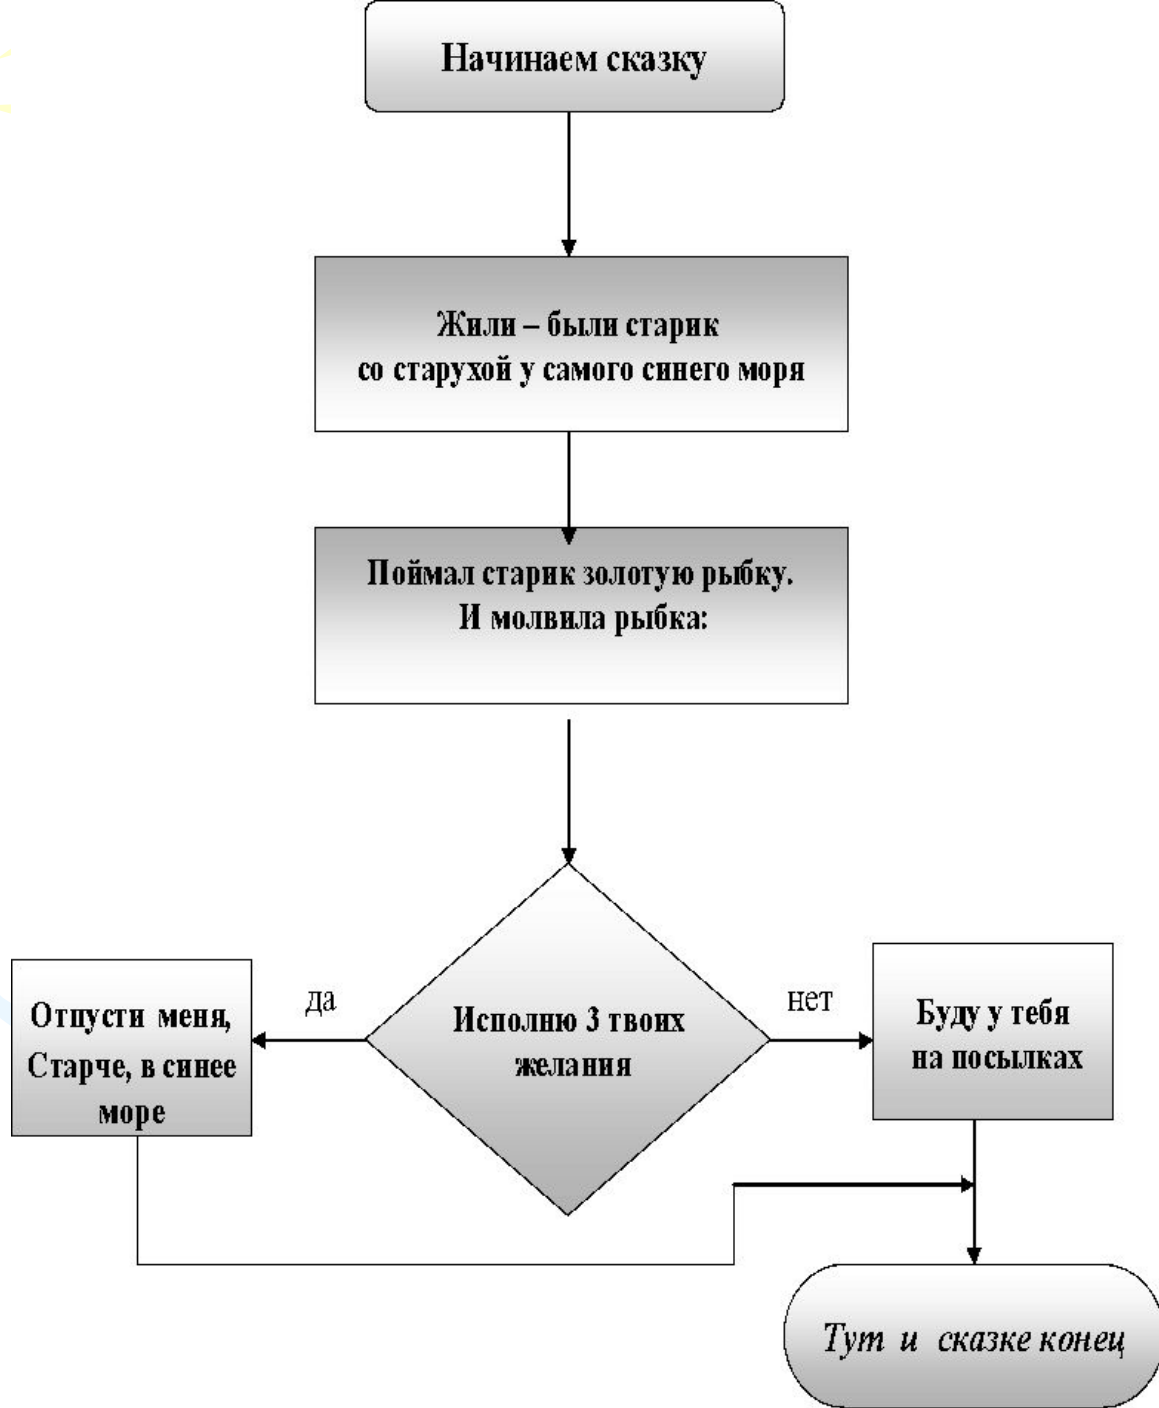 Начинаем сказку
Жили – были старик
со старухой у самого синего моря
Поймал старик золотую рыбку.
И молвила рыбка:
Исполню 3 твоих
желания
да
Отпусти меня,
Старче, в синее
море
нет
Буду у тебя
на посылках
Тут и сказке конец